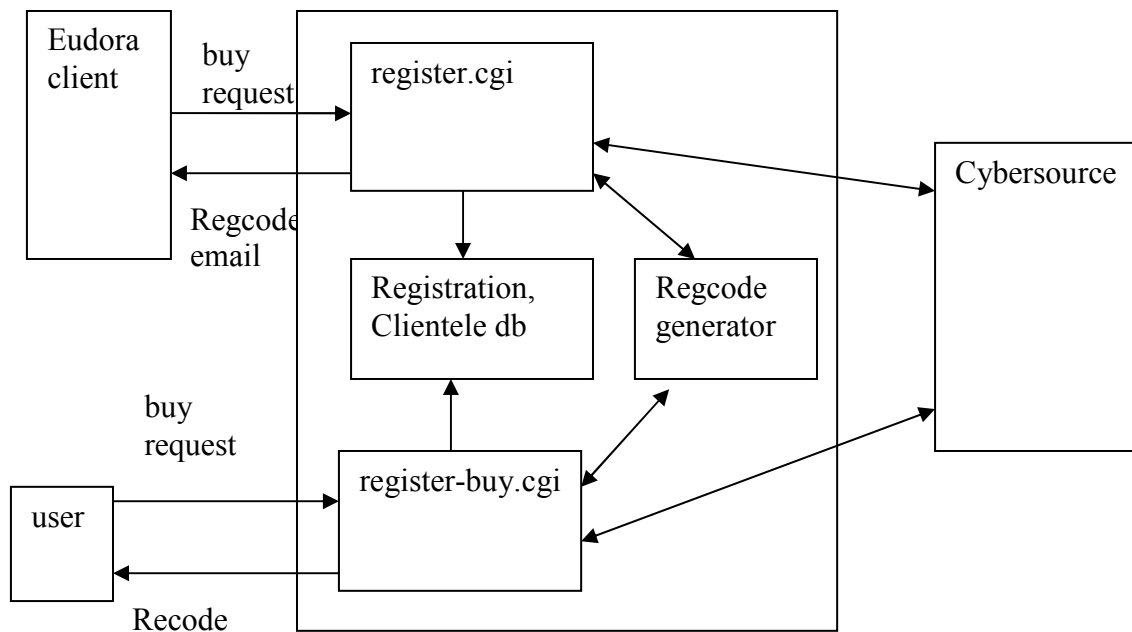 Eudora
client
buy
request
register.cgi
Cybersource
Regcode
email
Registration,
Clientele db
Regcode
generator
buy
request
register-buy.cgi
user
Recode